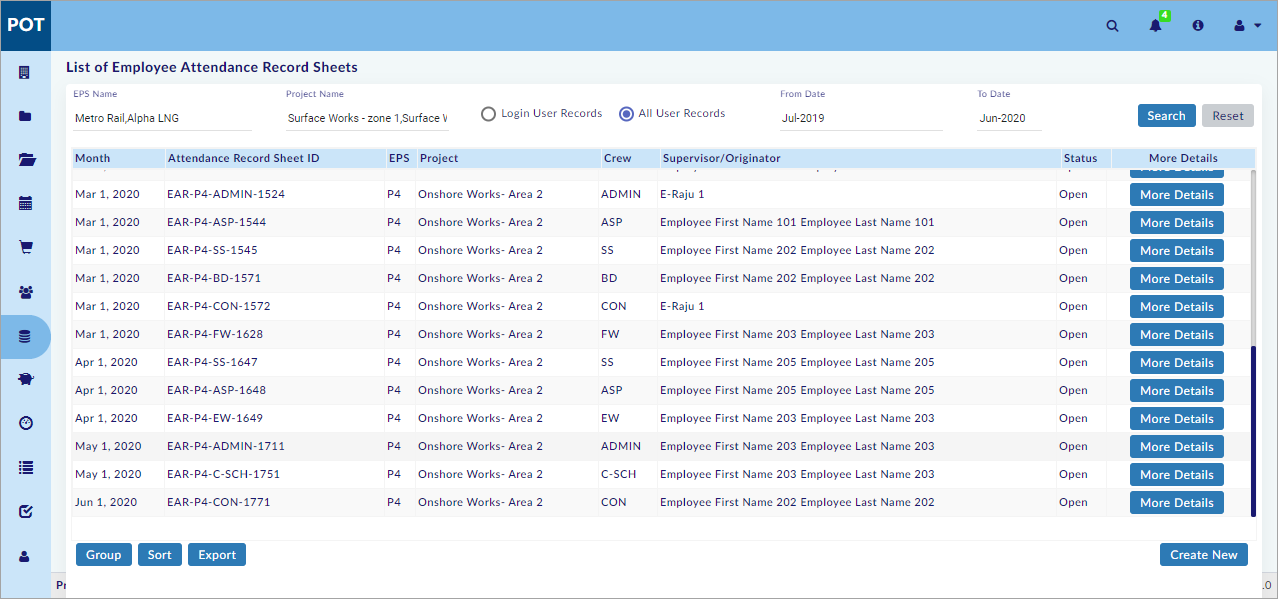 POT
4
List of Employee Attendance Record Sheets
EPS Name Project Name From Date To Date
Metro Rail,Alpha LNG Surface Works - zone 1,Surface Login User Records All User Records Jul-2019 Jun-2020 Search Reset
Month Attendance Record Sheet ID EPS Project Crew Supervisor/Originator Status More Details
Mar 1, 2020 EAR-P4-ADMIN-1524 P4 Onshore Works- Area 2 ADMIN E-Raju 1 Open More Details
Mar 1, 2020 EAR-P4-ASP-1544 P4 Onshore Works- Area 2 ASP Employee First Name 101 Employee Last Name 101 Open More Details
Mar 1, 2020 EAR-P4-SS-1545 P4 Onshore Works- Area 2 SS Employee First Name 202 Employee Last Name 202 Open More Details
Mar 1, 2020 EAR-P4-BD-1571 P4 Onshore Works- Area 2 BD Employee First Name 202 Employee Last Name 202 Open More Details
Mar 1, 2020 EAR-P4-CON-1572 P4 Onshore Works- Area 2 CON E-Raju 1 Open More Details
Mar 1, 2020 EAR-P4-FW-1628 P4 Onshore Works- Area 2 FW Employee First Name 203 Employee Last Name 203 Open More Details
Apr 1, 2020 EAR-P4-SS-1647 P4 Onshore Works- Area 2 SS Employee First Name 205 Employee Last Name 205 Open More Details
Apr 1, 2020 EAR-P4-ASP-1648 P4 Onshore Works- Area 2 ASP Employee First Name 205 Employee Last Name 205 Open More Details
Apr 1, 2020 EAR-P4-EW-1649 P4 Onshore Works- Area 2 EW Employee First Name 203 Employee Last Name 203 Open More Details
May 1, 2020 EAR-P4-ADMIN-1711 P4 Onshore Works- Area 2 ADMIN Employee First Name 203 Employee Last Name 203 Open More Details
May 1, 2020 EAR-P4-C-SCH-1751 P4 Onshore Works- Area 2 C-SCH Employee First Name 203 Employee Last Name 203 Open More Details
Jun 1, 2020 EAR-P4-CON-1771 P4 Onshore Works- Area 2 CON Employee First Name 202 Employee Last Name 202 Open More Details
Group Sort Export Create New